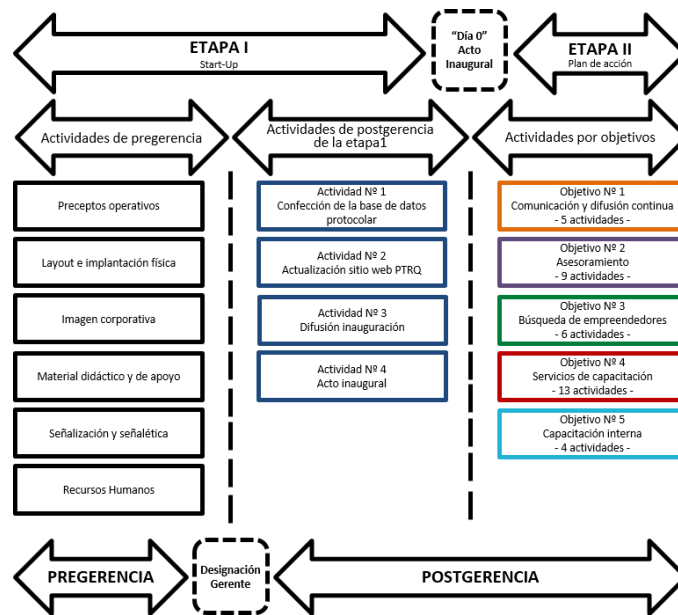 ETAPA I
Start-Up
“Día 0”
Acto
Inaugural
ETAPA II
Plan de acción
Actividades de pregerencia
Actividades de postgerencia
de la etapa1
Actividades por objetivos
Preceptos operativos
Layout e implantación física
Imagen corporativa
Material didáctico y de apoyo
Señalización y señalética
Recursos Humanos
Actividad Nº 1
Confección de la base de datos
protocolar
Actividad Nº 2
Actualización sitio web PTRQ
Actividad Nº 3
Difusión inauguración
Actividad Nº 4
Acto inaugural
Objetivo Nº 1
Comunicación y difusión continua
- 5 actividades -
Objetivo Nº 2
Asesoramiento
- 9 actividades -
Objetivo Nº 3
Búsqueda de emprendedores
- 6 actividades -
Objetivo Nº 4
Servicios de capacitación
- 13 actividades -
Objetivo Nº 5
Capacitación interna
- 4 actividades -
PREGERENCIA
Designación
Gerente
POSTGERENCIA